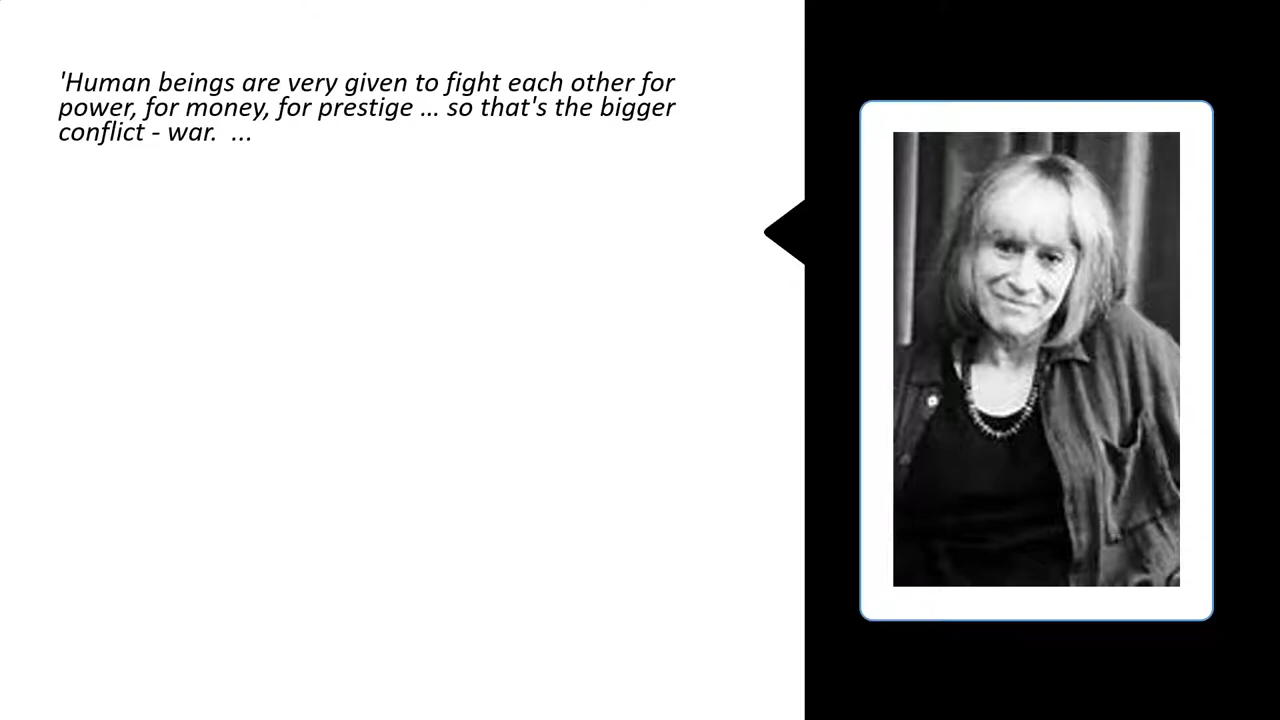 'Human beings are very given to fight each other for
power, for money, for prestige ... so that's the bigger
conflict - war.  ...